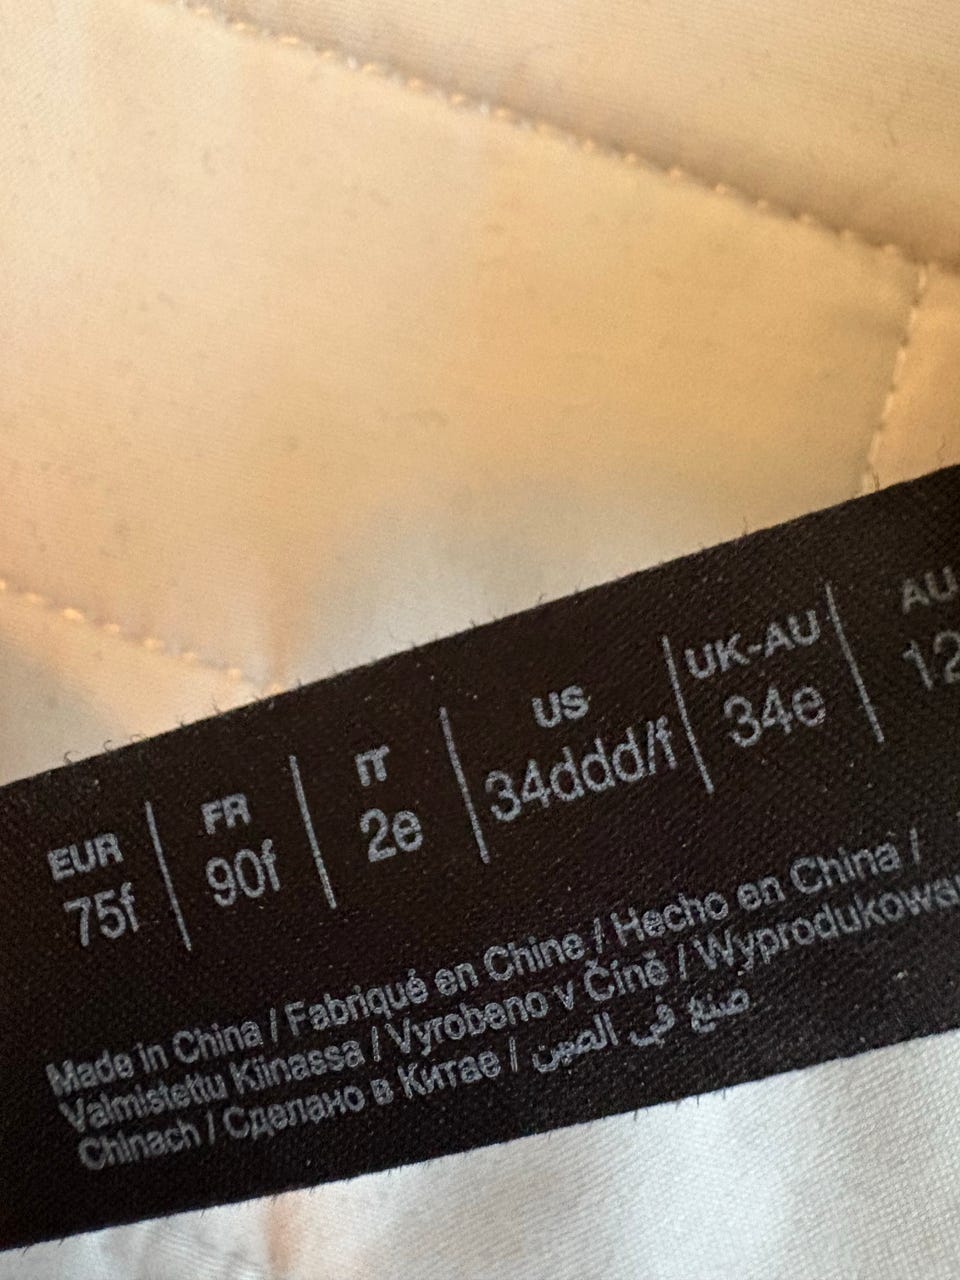 EUR | FR | IT | US | UK-AU | AU
75f | 90f | 2e | 34ddd/f | 34e | 12
Made in China / Fabriqué en Chine / Hecho en China /
Valmistettu Kiinassa / Vyrobeno v Číně /
Chinach / Сделано в Китае / صنع في الصين